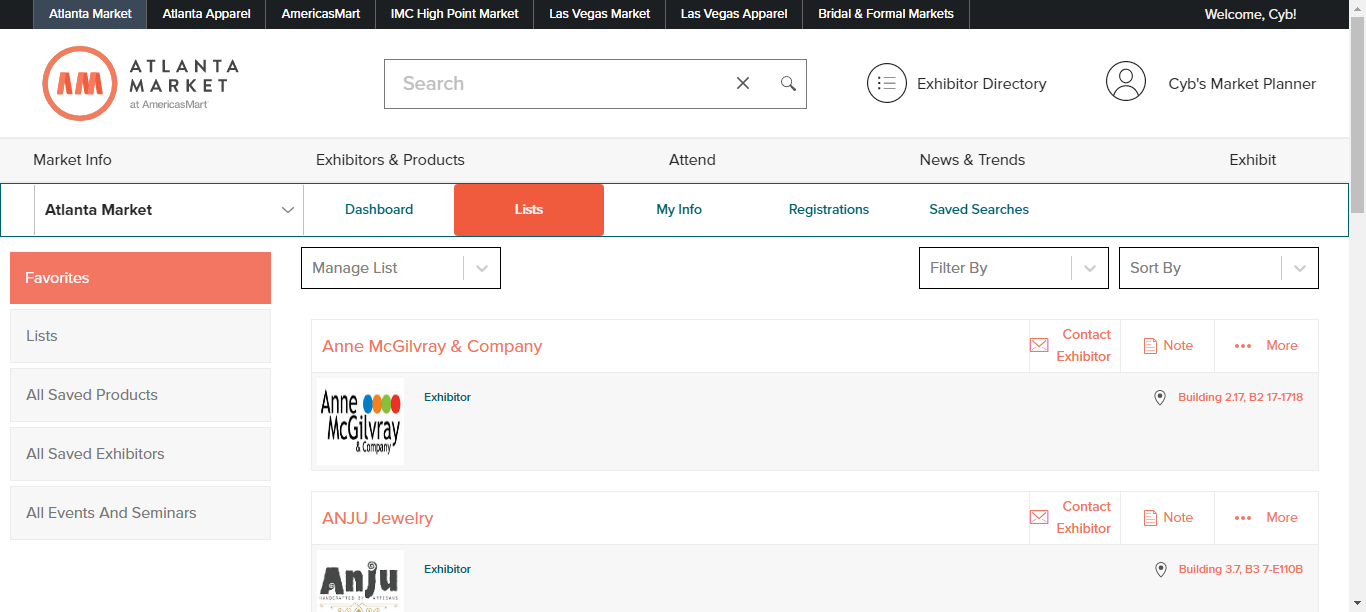 Atlanta Market
Atlanta Apparel
AmericasMart
IMC High Point Market
Las Vegas Market
Las Vegas Apparel
Bridal & Formal Markets
Welcome, Cyb!
AM
ATLANTA
MARKET
at AmericasMart
Search
Exhibitor Directory
Cyb's Market Planner
Market Info
Exhibitors & Products
Attend
News & Trends
Exhibit
Atlanta Market
Dashboard
Lists
My Info
Registrations
Saved Searches
Favorites
Lists
All Saved Products
All Saved Exhibitors
All Events And Seminars
Manage List
Filter By
Sort By
Anne McGilvray & Company
Contact
Exhibitor
Note
More
Anne
McGilvray
& Company
Exhibitor
Building 2.17, B2 17-1718
ANJU Jewelry
Contact
Exhibitor
Note
More
Anju
HANDCRAFTED BY ARTISANS
Exhibitor
Building 3.7, B3 7-E110B